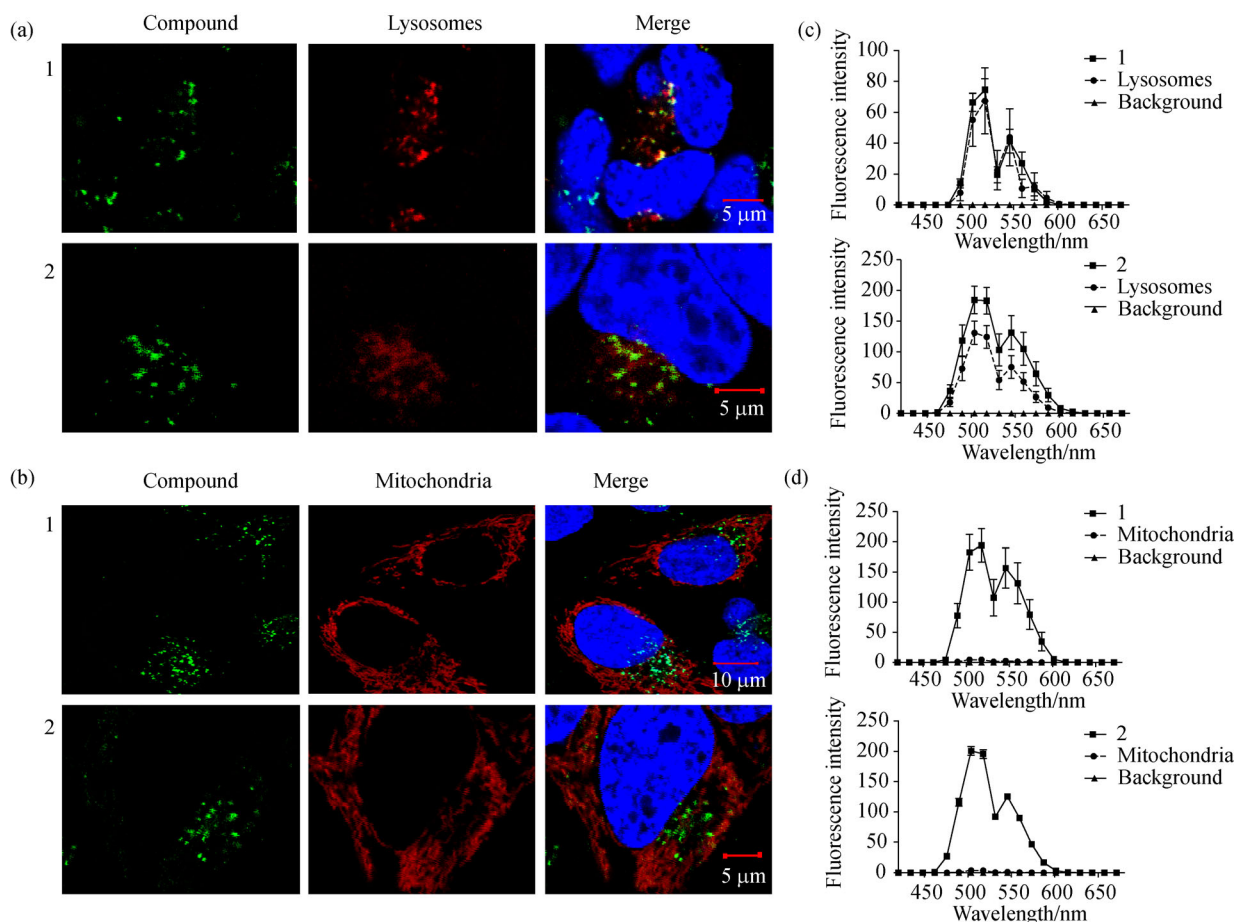 (a)
Compound Lysosomes Merge
1
5 μm
2
5 μm
(b)
Compound Mitochondria Merge
1
10 μm
2
5 μm
(c)
Fluorescence intensity
100
80
60
40
20
0
450 500 550 600 650
Wavelength/nm
1
Lysosomes
Background
Fluorescence intensity
250
200
150
100
50
0
450 500 550 600 650
Wavelength/nm
2
Lysosomes
Background
(d)
Fluorescence intensity
250
200
150
100
50
0
450 500 550 600 650
Wavelength/nm
1
Mitochondria
Background
Fluorescence intensity
250
200
150
100
50
0
450 500 550 600 650
Wavelength/nm
2
Mitochondria
Background